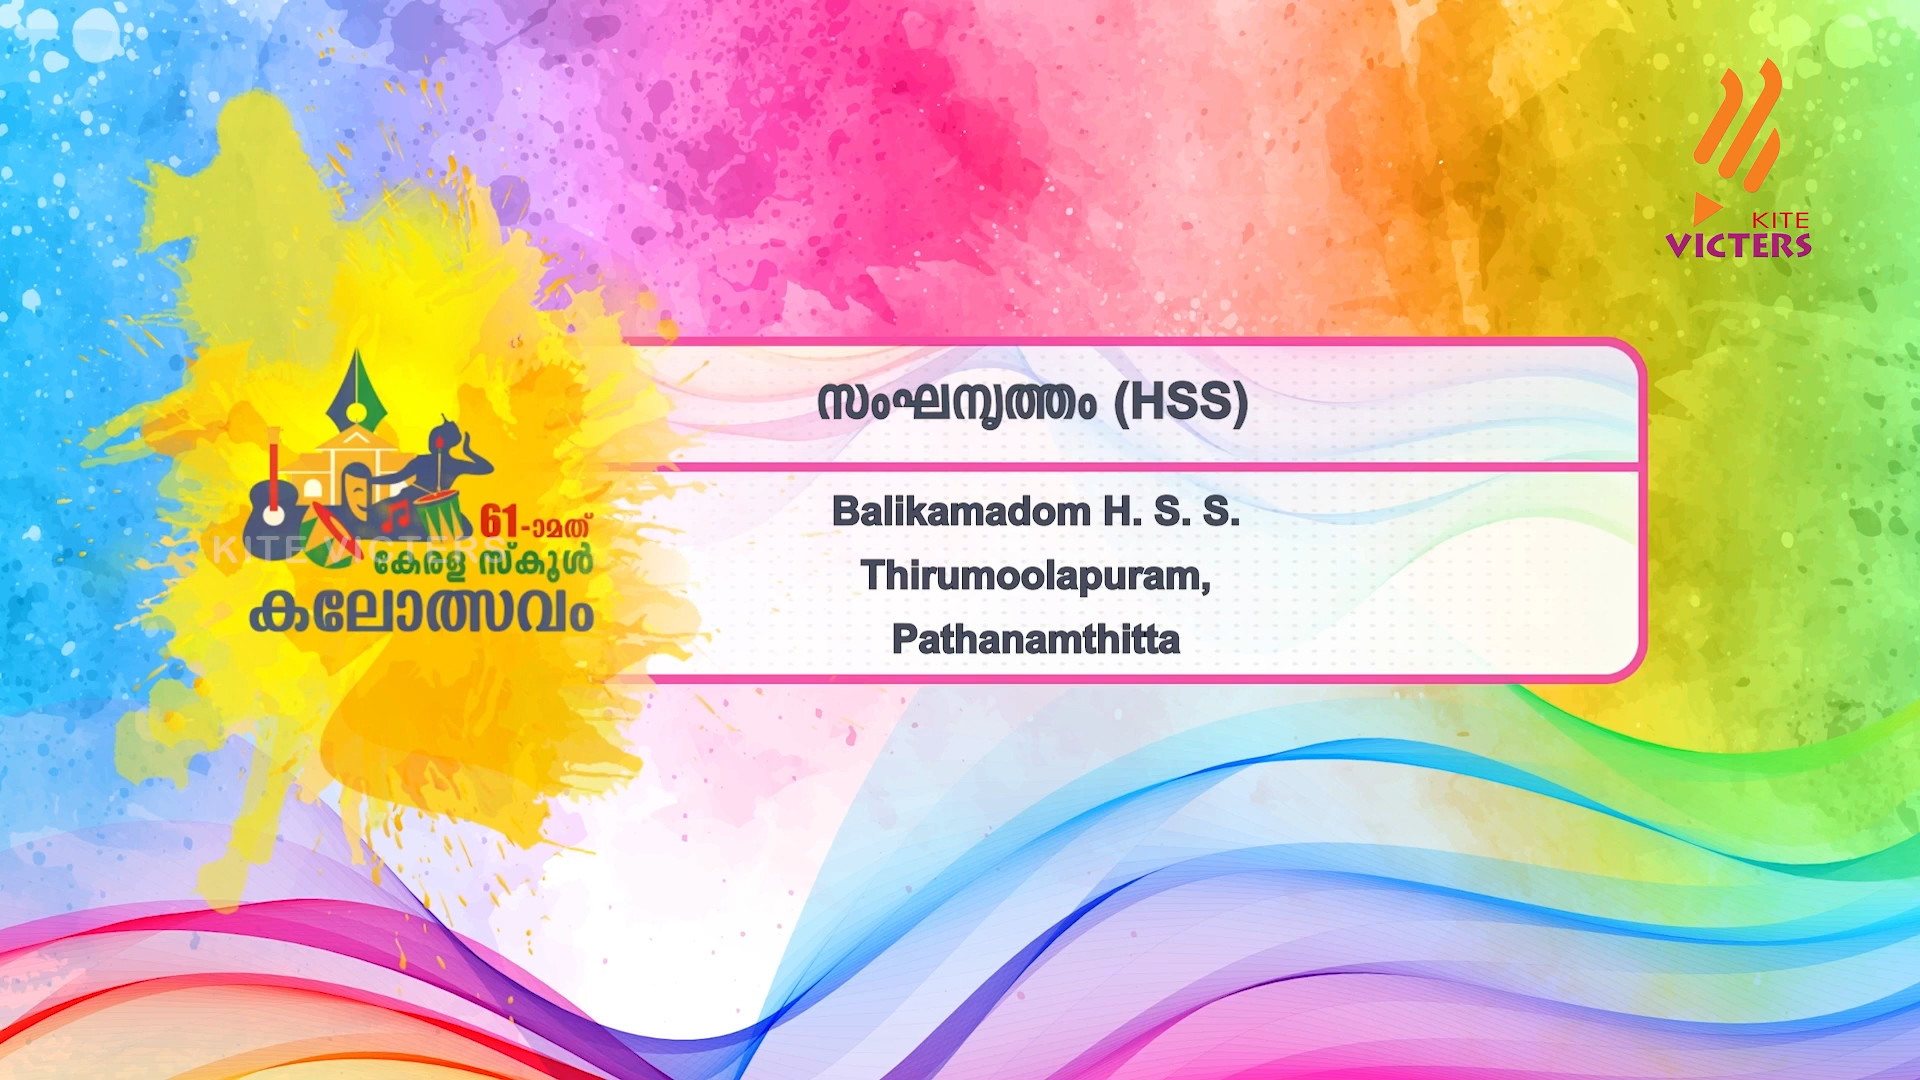 KITE
VICTERS
സംഘനൃത്തം (HSS)
Balikamadom H. S. S.
Thirumoolapuram,
Pathanamthitta
61-ാമത്
KITE VICTERS
കേരള സ്കൂൾ
കലോത്സവം